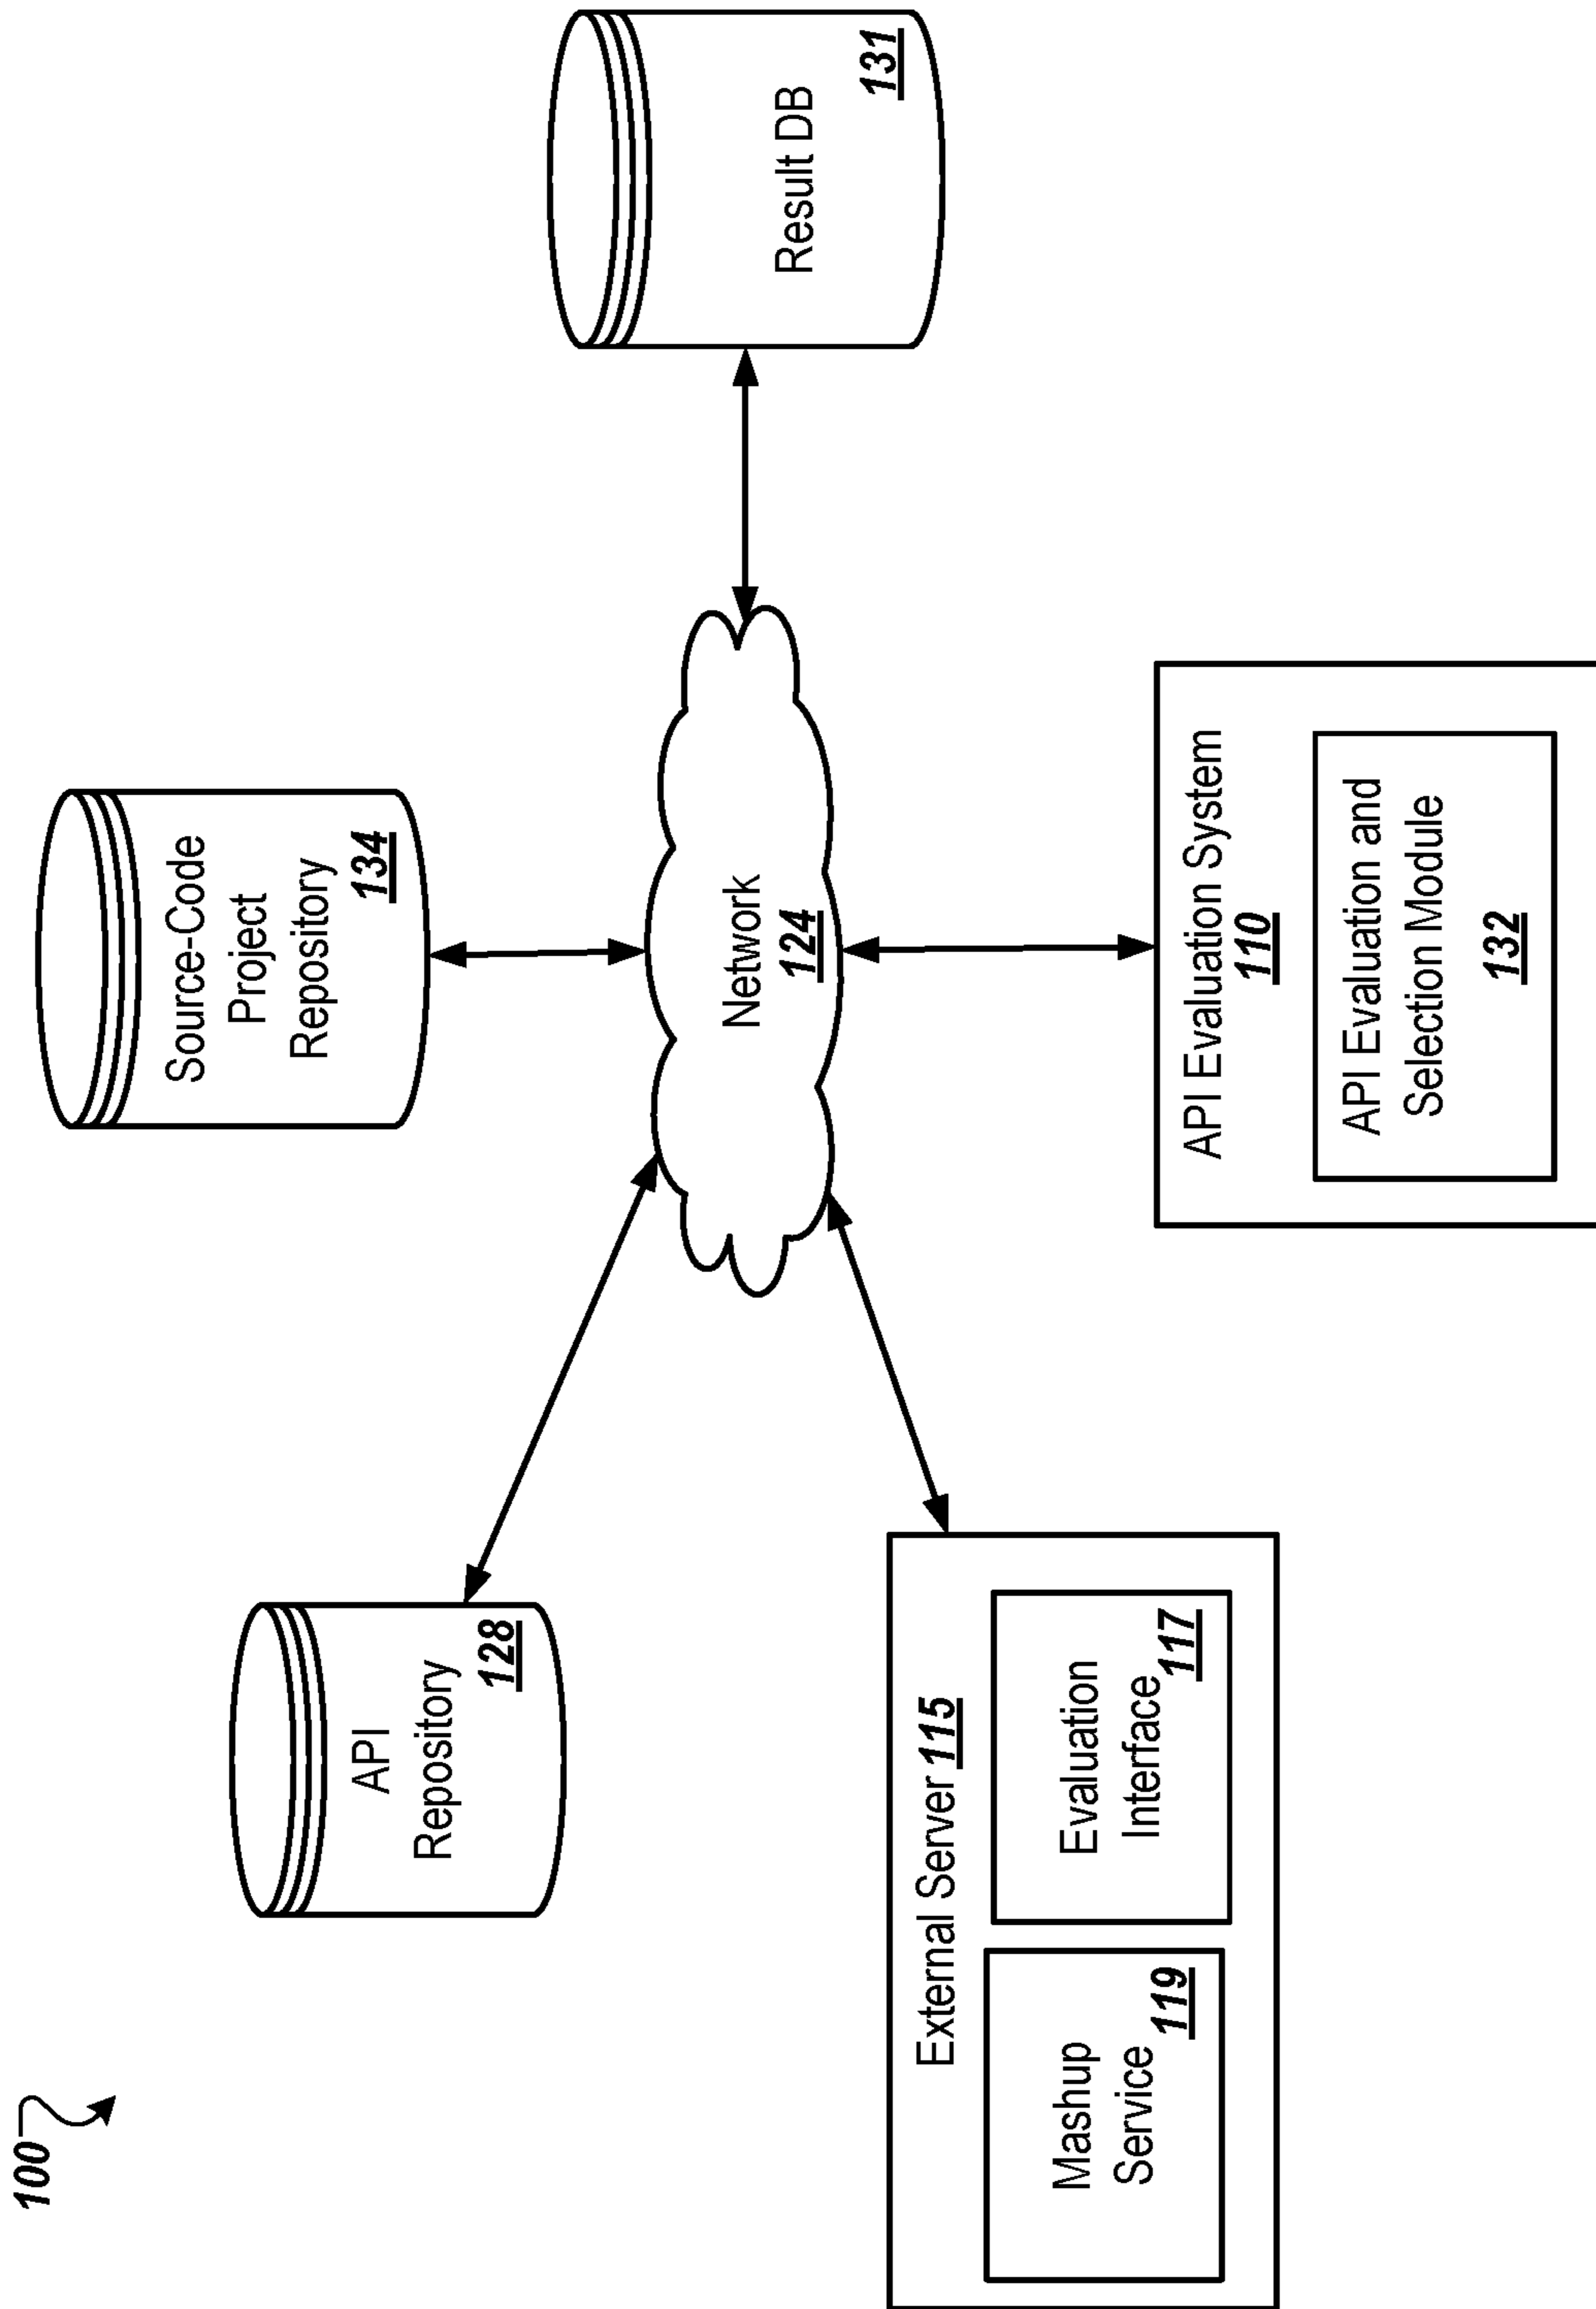 100
API
Repository
128
Source-Code
Project
Repository
134
Result DB
131
Network
124
External Server 115
Mashup
Service
119
Evaluation
Interface
117
API Evaluation System
110
API Evaluation and
Selection Module
132